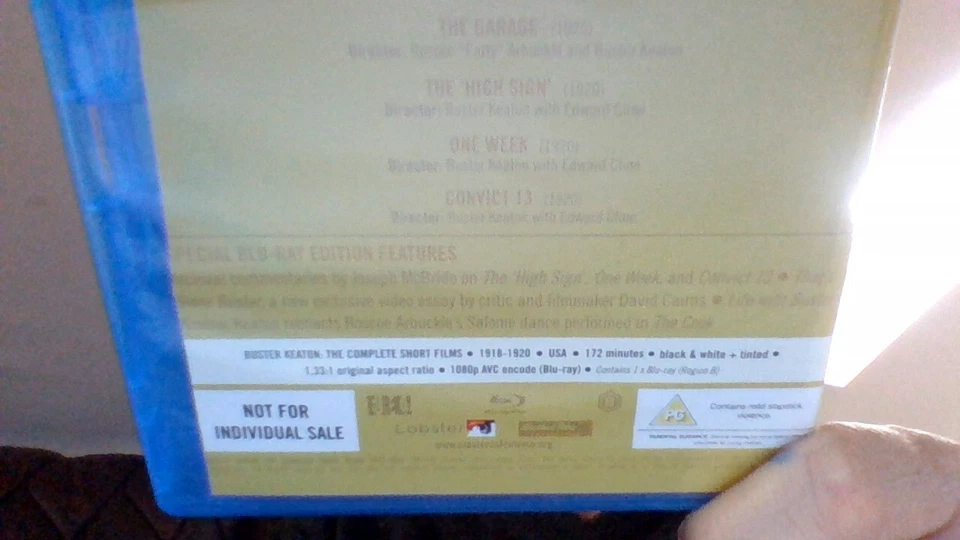 THE GARAGE (1920)
Director: Roscoe "Fatty" Arbuckle and Buster Keaton
THE 'HIGH SIGN' (1920)
Director: Buster Keaton with Edward Cline
ONE WEEK (1920)
Director: Buster Keaton with Edward Cline
CONVICT 13 (1920)
Director: Buster Keaton with Edward Cline
SPECIAL BLU-RAY EDITION FEATURES
commentaries by Joseph McBride on The 'High Sign', One Week, and Convict 13 • That's
Buster, a new exclusive video essay by critic and filmmaker David Cairns • Life with Buster
Keaton reenacts Roscoe Arbuckle's Salome dance performed in The Cook
BUSTER KEATON: THE COMPLETE SHORT FILMS • 1918-1920 • USA • 172 minutes • black & white + tinted •
1.33:1 original aspect ratio • 1080p AVC encode (Blu-ray) • Contains 1 x Blu-ray (Region B)
NOT FOR
INDIVIDUAL SALE
Lobster
PG
Contains mild slapstick
violence.